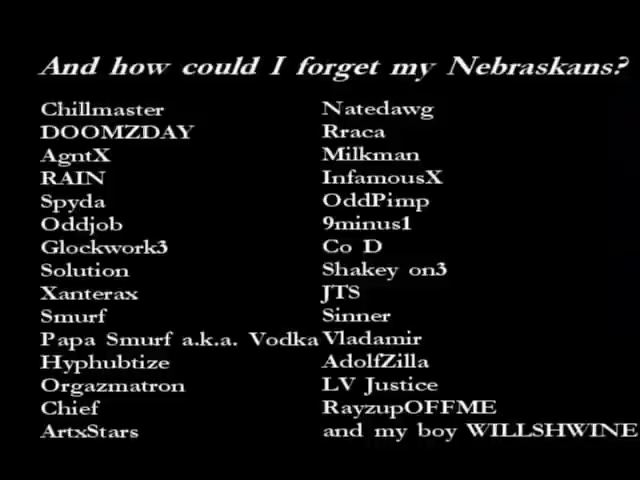 And how could I forget my Nebraskans?
Chillmaster
DOOMZDAY
AgntX
RAIN
Spyda
Oddjob
Glockwork3
Solution
Xanterax
Smurf
Papa Smurf a.k.a. Vodka
Hyphubtize
Orgazmatron
Chief
ArtxStars
Natedawg
Rraca
Milkman
InfamousX
OddPimp
9minus1
Co D
Shakey on3
JTS
Sinner
Vladamir
AdolfZilla
LV Justice
RayzupOFFME
and my boy WILLSHWINE